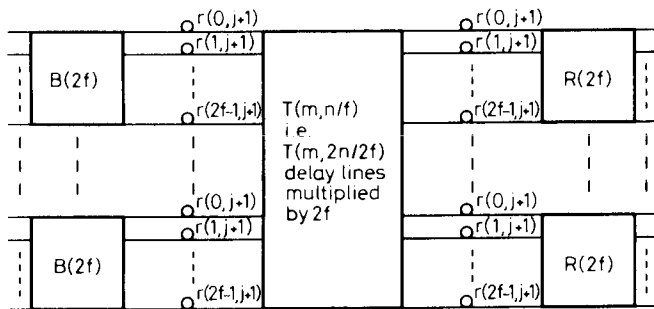 r(0,j+1) r(0,j+1)
r(1,j+1) r(1,j+1)
B(2f) R(2f)
r(2f-1,j+1) T(m,n/f) r(2f-1,j+1)
i.e.
T(m,2n/2f)
delay lines
multiplied
by 2f
r(0,j+1) r(0,j+1)
r(1,j+1) r(1,j+1)
B(2f) R(2f)
r(2f-1,j+1) r(2f-1,j+1)